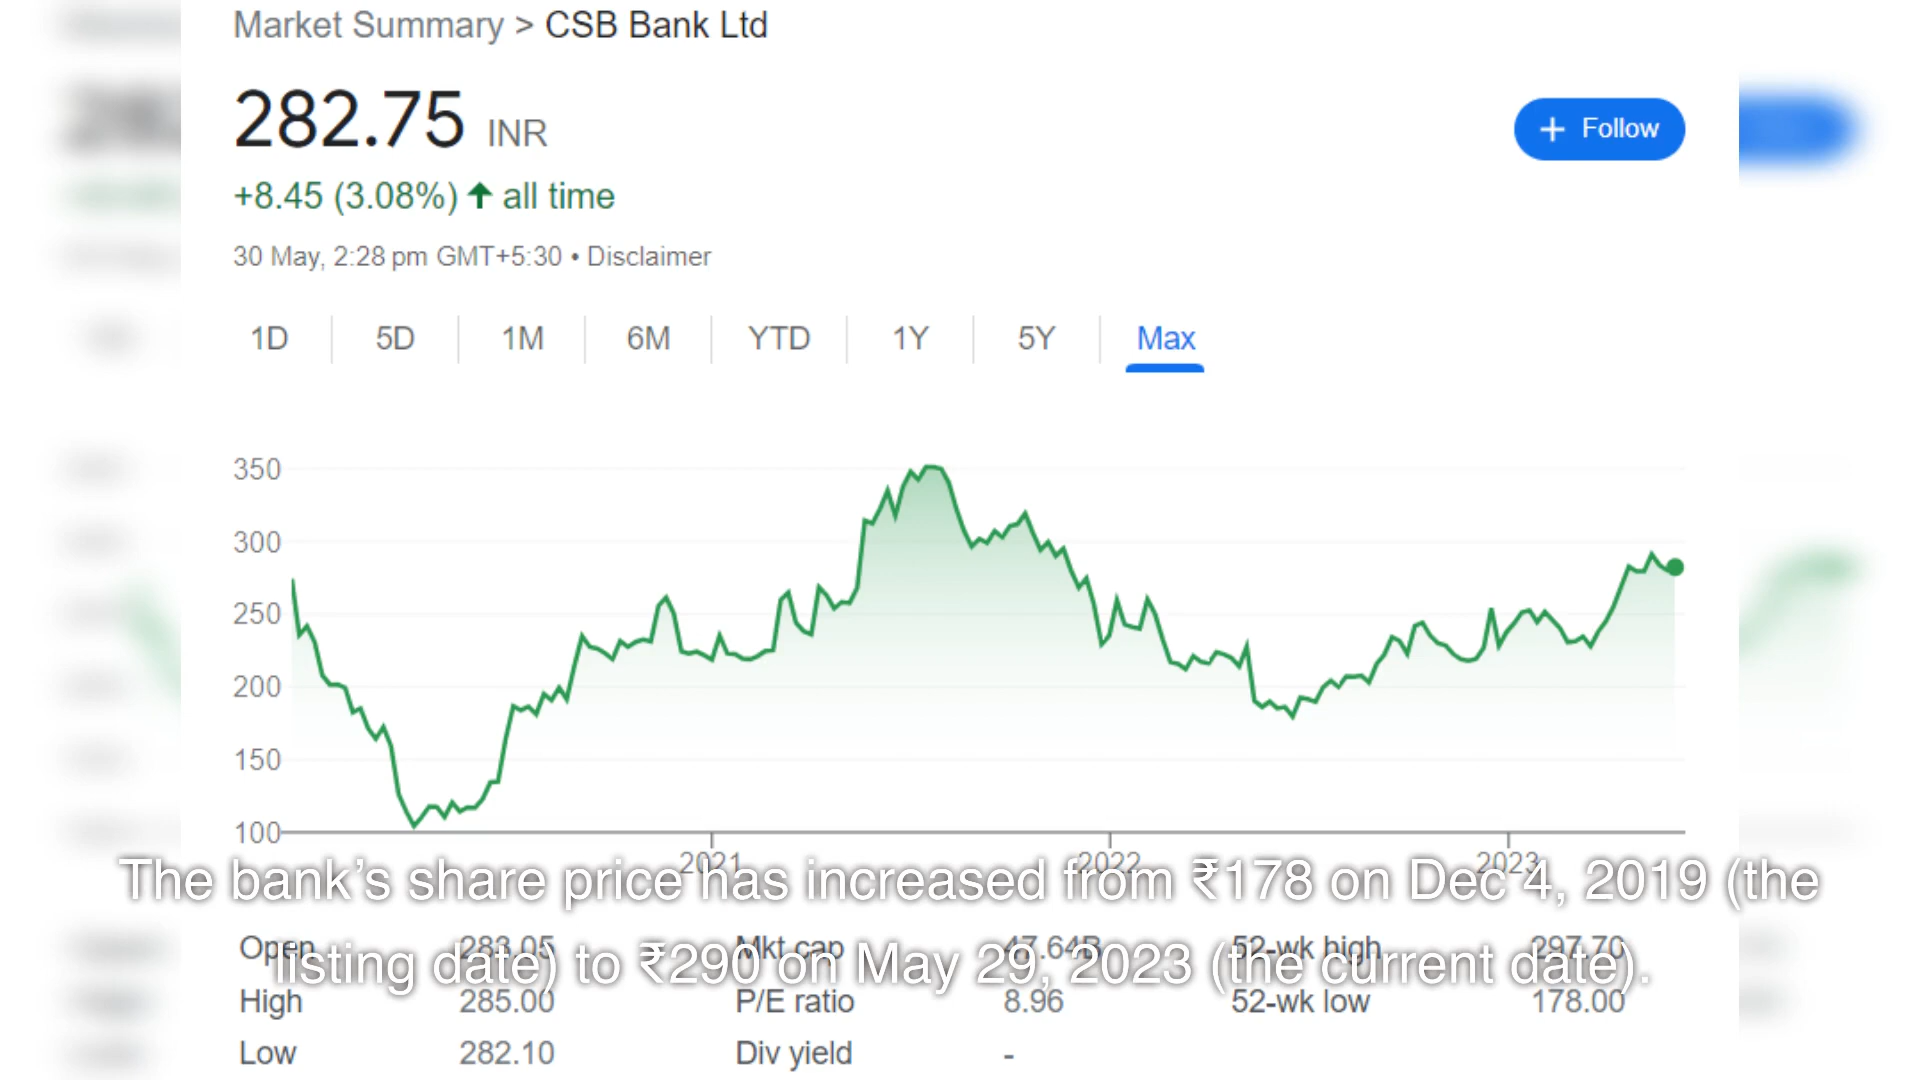 Market Summary > CSB Bank Ltd
282.75 INR
+ Follow
+8.45 (3.08%) ↑ all time
30 May, 2:28 pm GMT+5:30 • Disclaimer
1D 5D 1M 6M YTD 1Y 5Y Max
350
300
250
200
150
100
2021 2022 2023
The bank’s share price has increased from ₹178 on Dec 4, 2019 (the
listing date) to ₹290 on May 29, 2023 (the current date).
Open 283.05 Mkt cap 47.64B 52-wk high 297.70
High 285.00 P/E ratio 8.96 52-wk low 178.00
Low 282.10 Div yield -